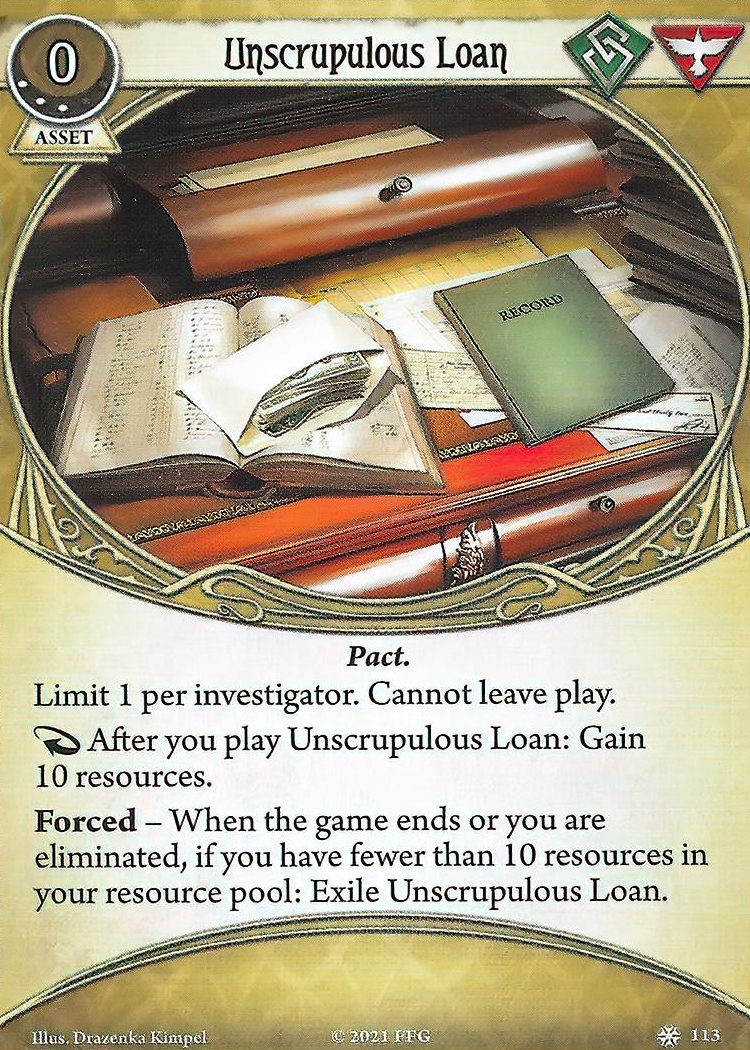 0
Unscrupulous Loan
ASSET
RECORD
Pact.
Limit 1 per investigator. Cannot leave play.
After you play Unscrupulous Loan: Gain
10 resources.
Forced – When the game ends or you are
eliminated, if you have fewer than 10 resources in
your resource pool: Exile Unscrupulous Loan.
Illus. Drazenka Kimpel
© 2021 FFG
113